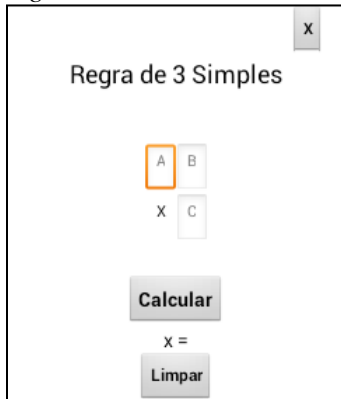 X
Regra de 3 Simples
A B
X C
Calcular
x =
Limpar